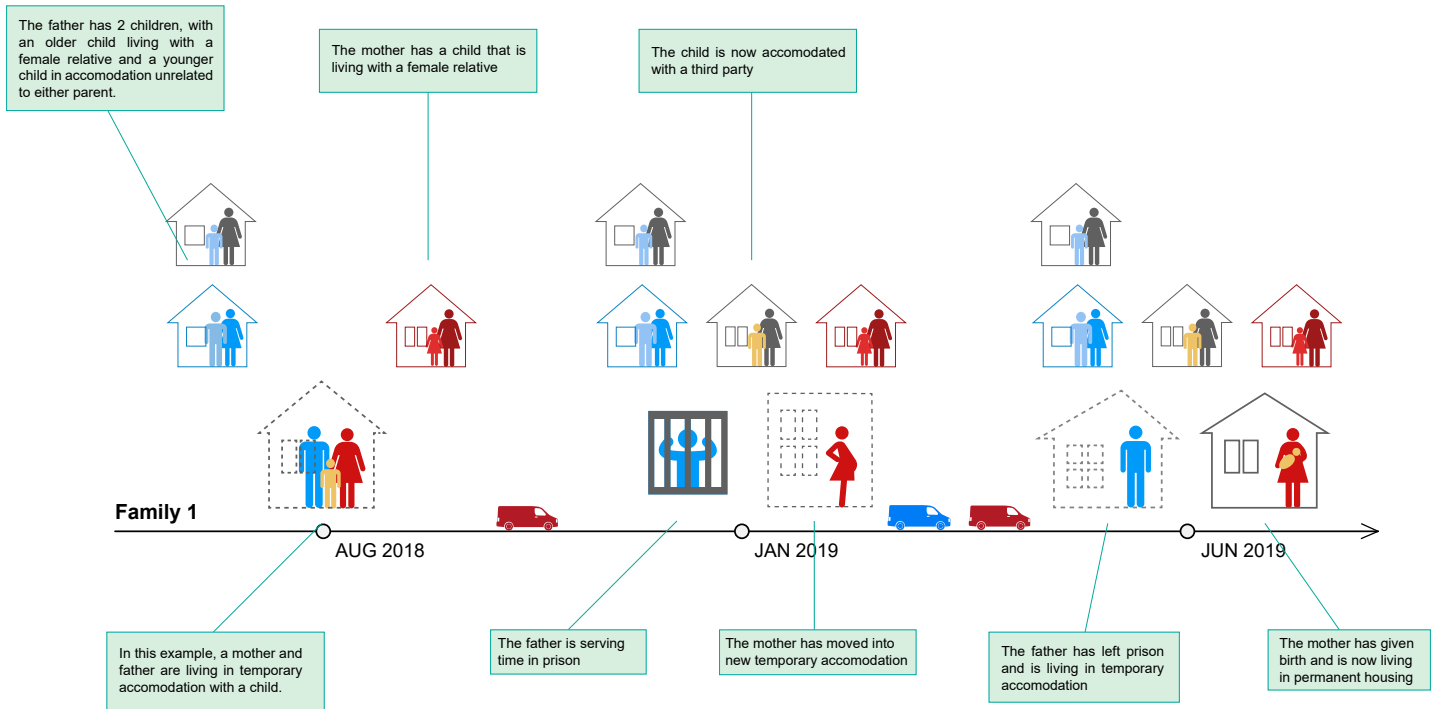 The father has 2 children, with
an older child living with a
female relative and a younger
child in accomodation unrelated
to either parent.
The mother has a child that is
living with a female relative
The child is now accomodated
with a third party
Family 1
AUG 2018
JAN 2019
JUN 2019
In this example, a mother and
father are living in temporary
accomodation with a child.
The father is serving
time in prison
The mother has moved into
new temporary accomodation
The father has left prison
and is living in temporary
accomodation
The mother has given
birth and is now living
in permanent housing